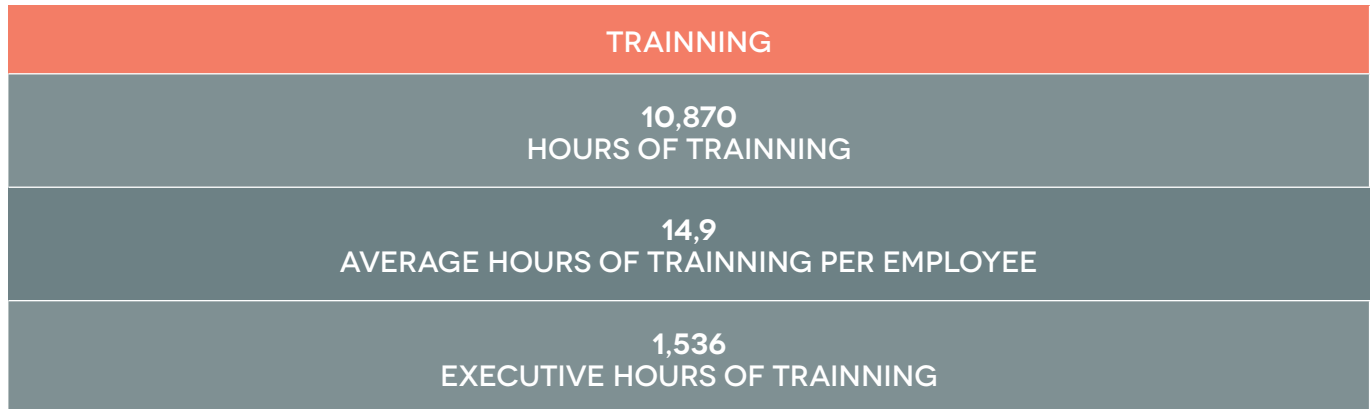 TRAINNING
10,870
HOURS OF TRAINNING
14,9
AVERAGE HOURS OF TRAINNING PER EMPLOYEE
1,536
EXECUTIVE HOURS OF TRAINNING